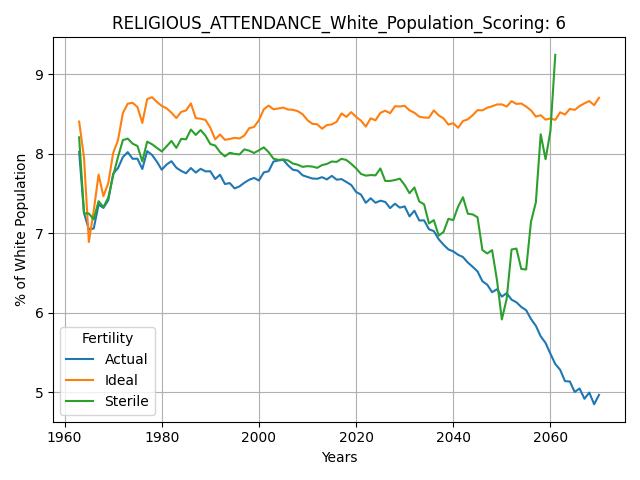 RELIGIOUS_ATTENDANCE_White_Population_Scoring: 6
% of White Population
9
8
7
6
5
Fertility
Actual
Ideal
Sterile
1960 1980 2000 2020 2040 2060
Years